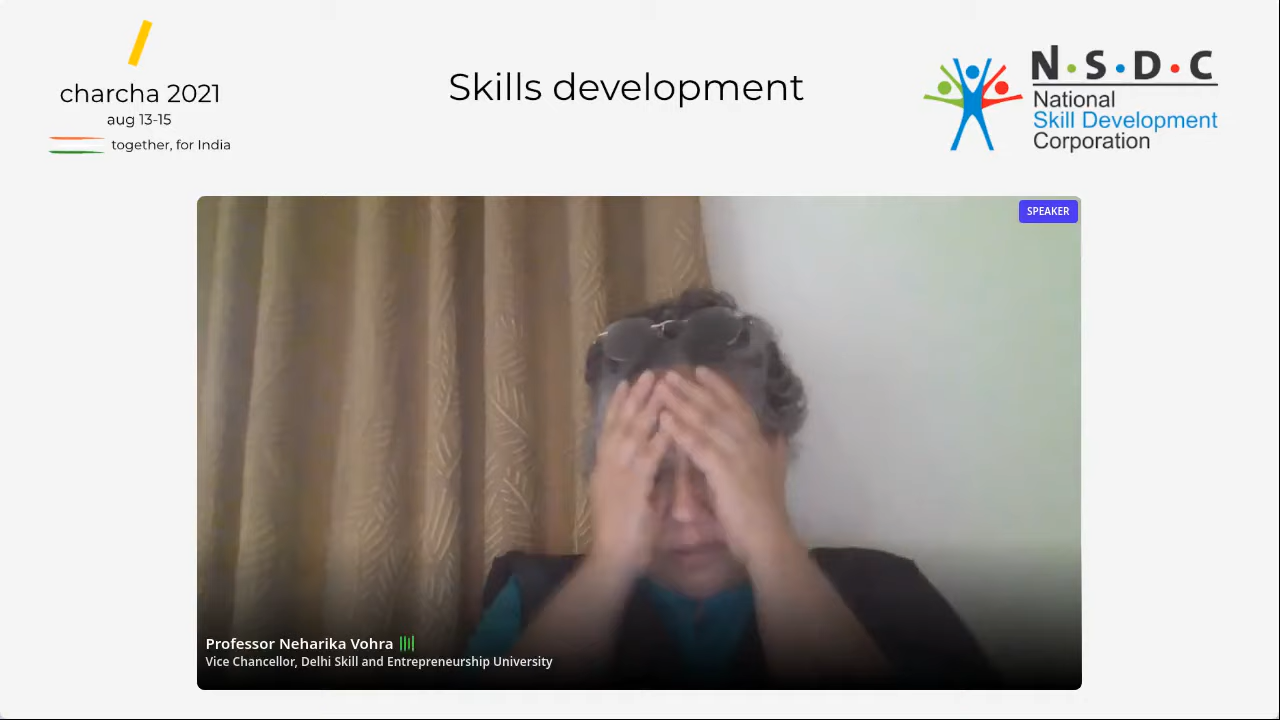 charcha 2021
aug 13-15
together, for India
Skills development
N·S·D·C
National
Skill Development
Corporation
SPEAKER
Professor Neharika Vohra
Vice Chancellor, Delhi Skill and Entrepreneurship University